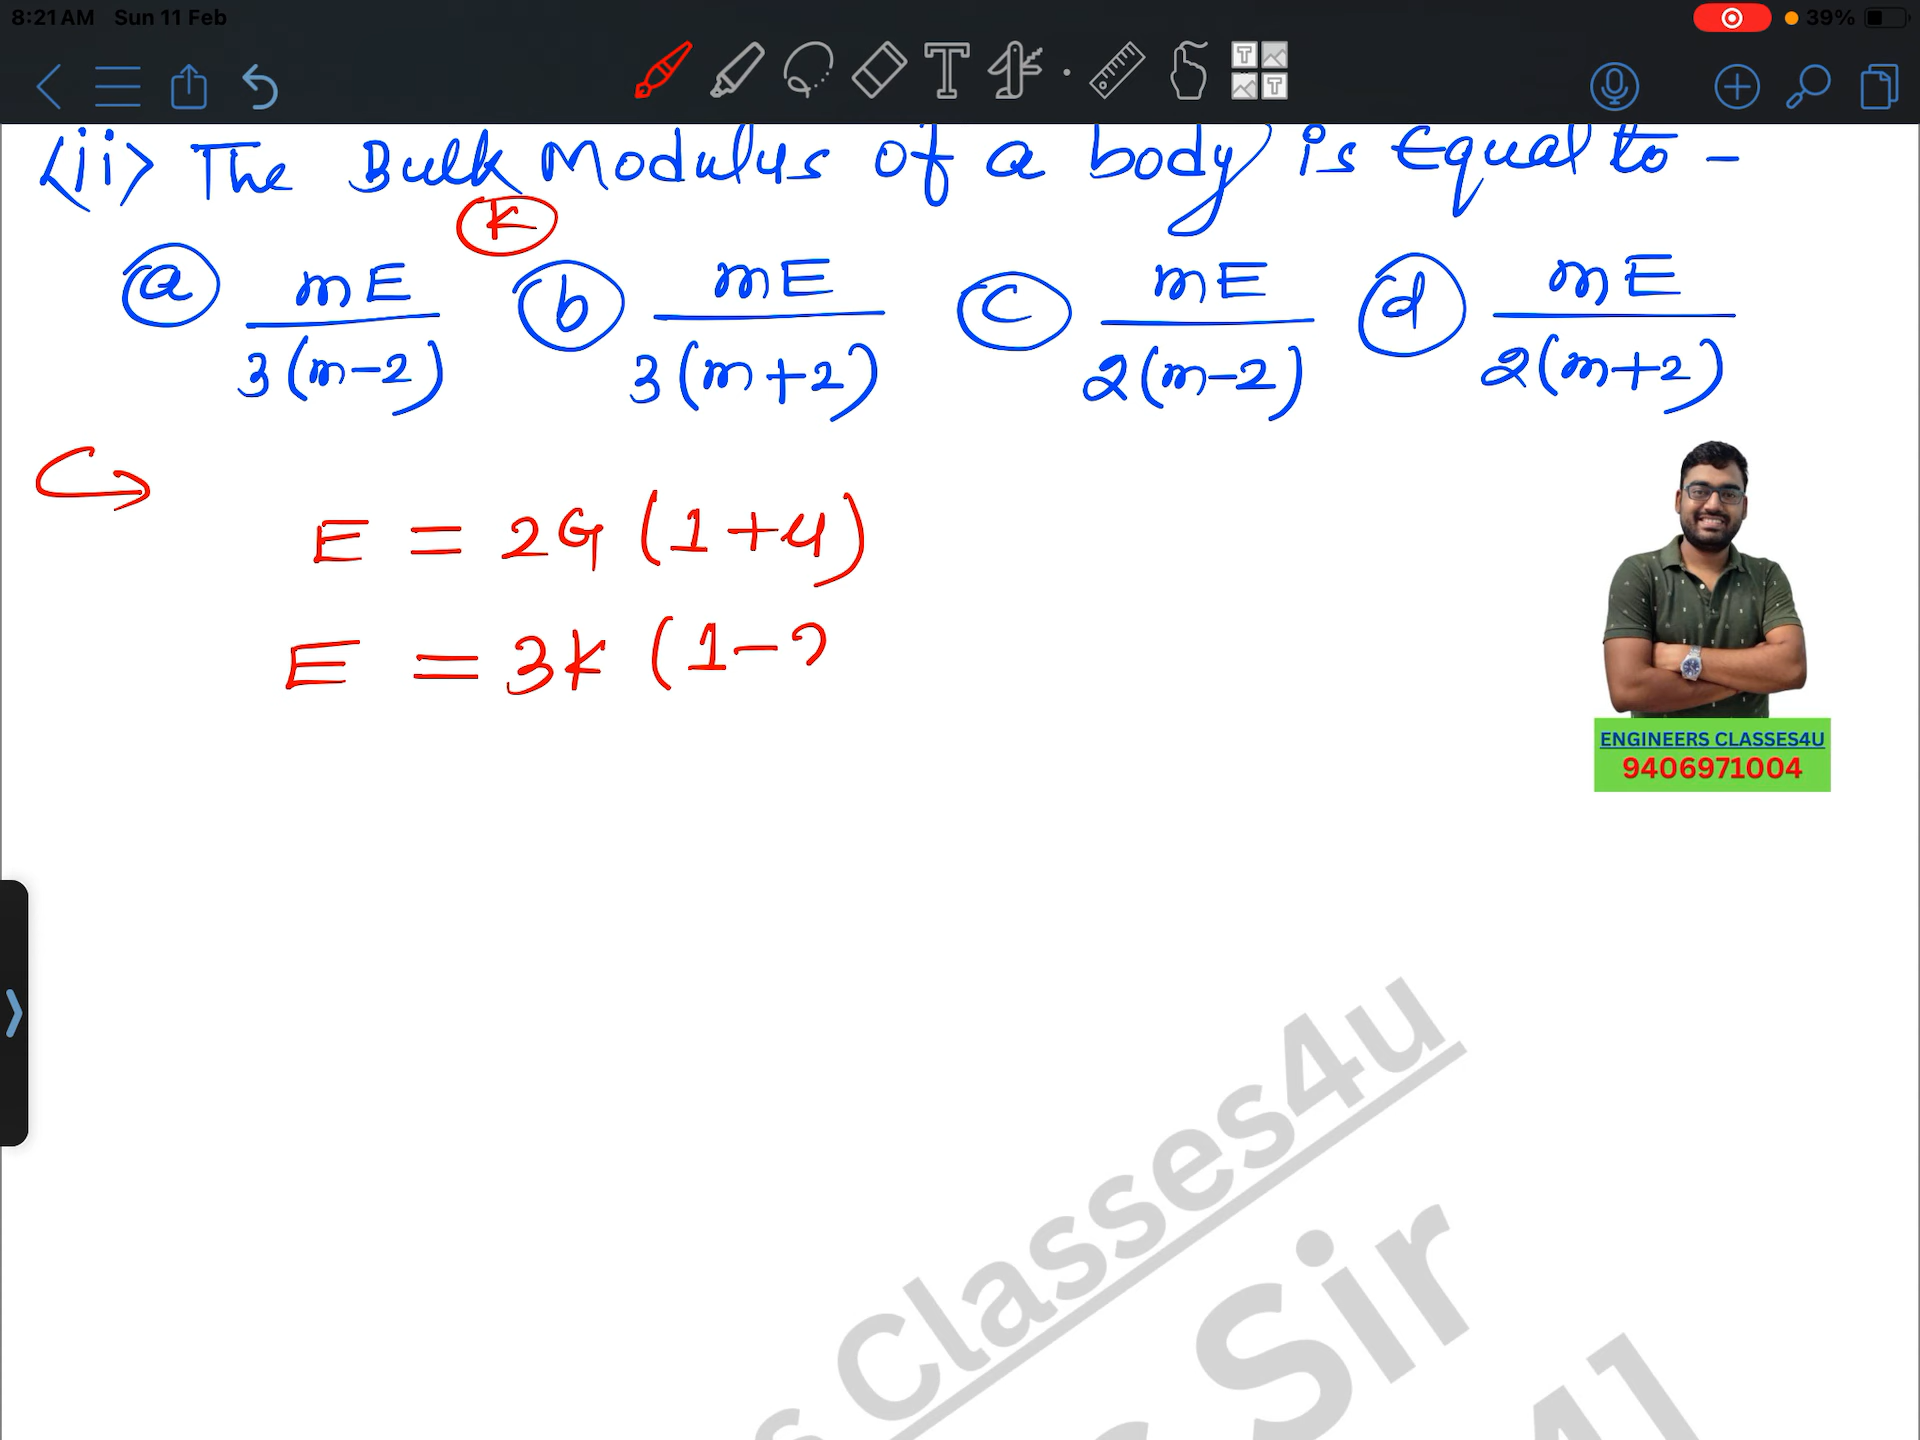 8:21 AM Sun 11 Feb
39%
(ii) The Bulk Modulus of a body is Equal to -
K
(a) mE / 3(m-2) (b) mE / 3(m+2) (c) mE / 2(m-2) (d) mE / 2(m+2)
E = 2G (1+μ)
E = 3K (1-2
ENGINEERS CLASSES4U
9406971004
s Classes4u
Sir
41